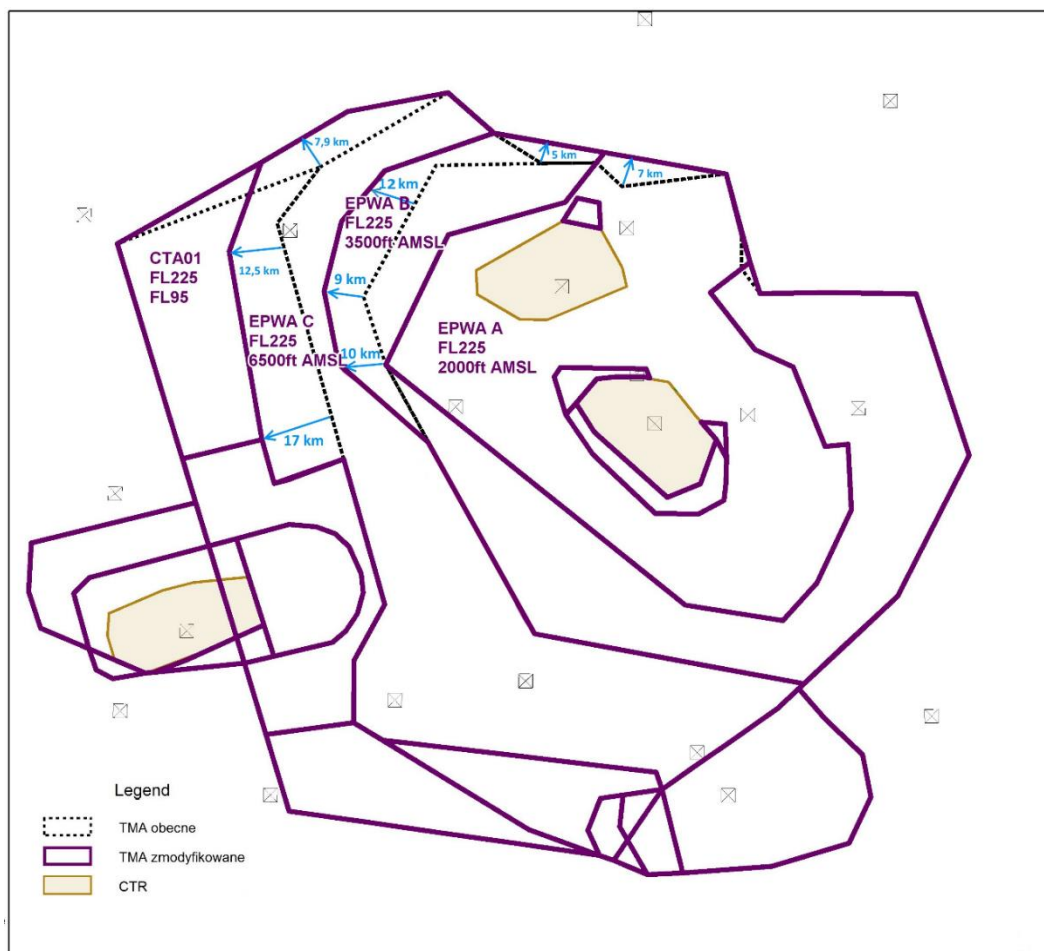 7,9 km
5 km
7 km
12 km
EPWA B
FL225
3500ft AMSL
CTA01
FL225
FL95
12,5 km
9 km
EPWA C
FL225
6500ft AMSL
10 km
EPWA A
FL225
2000ft AMSL
17 km
Legend
TMA obecne
TMA zmodyfikowane
CTR